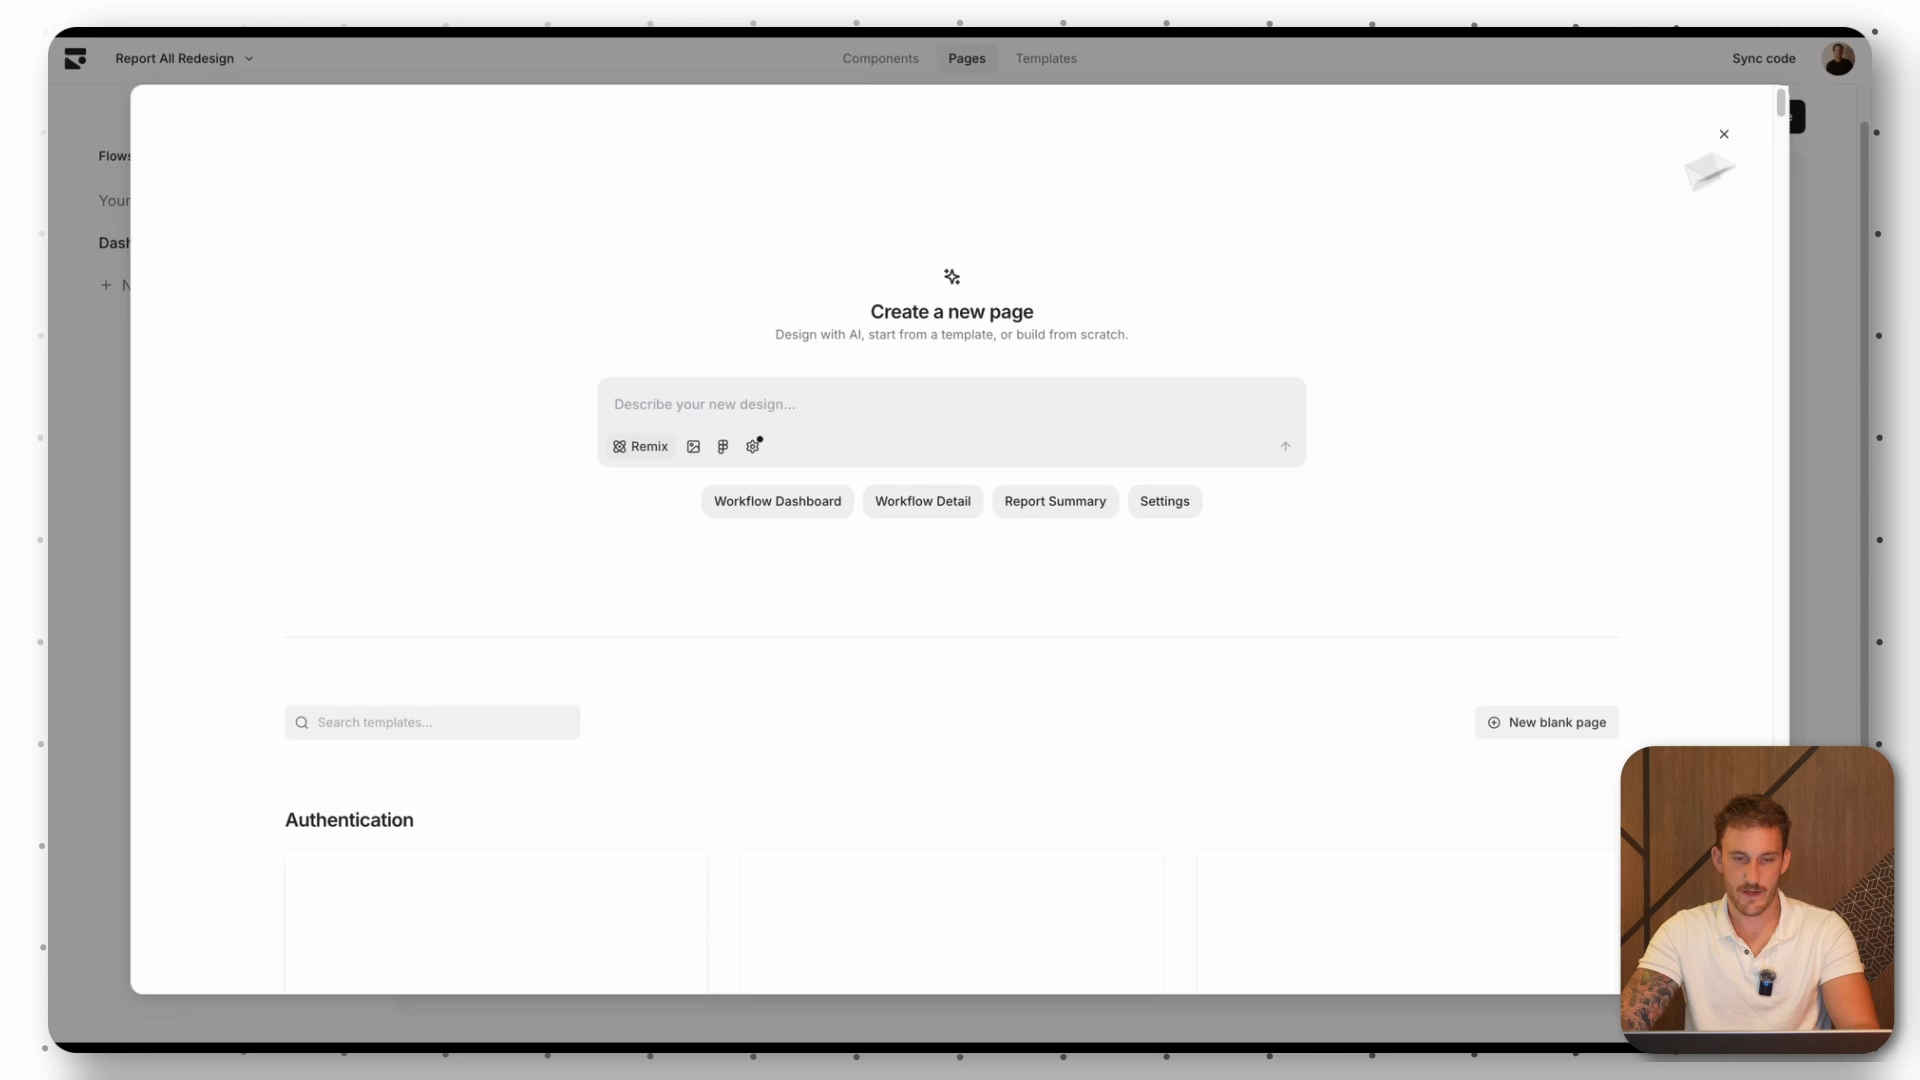 Report All Redesign
Components
Pages
Templates
Sync code
Flows
Your
Dash
Create a new page
Design with AI, start from a template, or build from scratch.
Describe your new design...
Remix
Workflow Dashboard
Workflow Detail
Report Summary
Settings
Search templates...
New blank page
Authentication